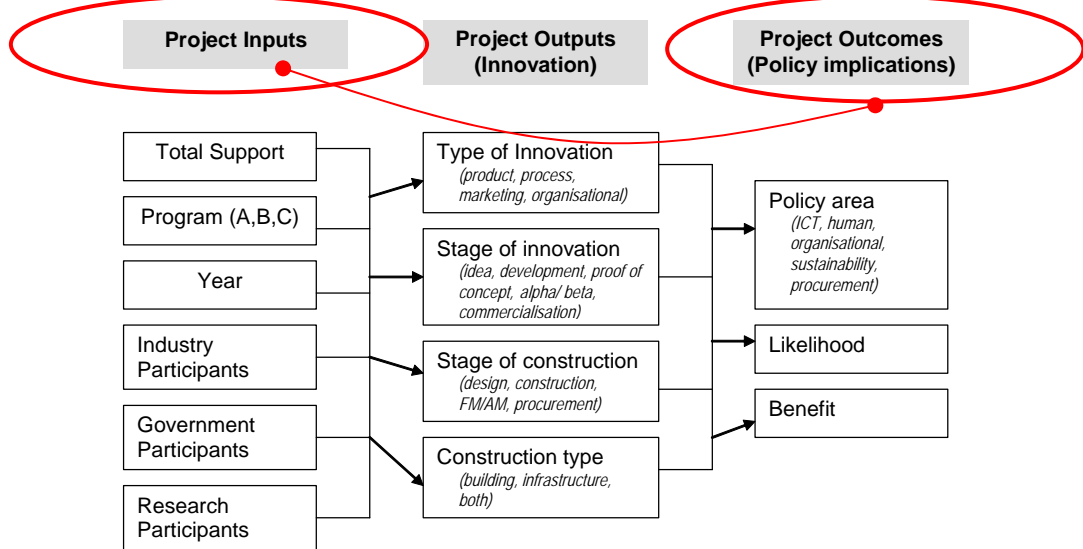 Project Inputs
Project Outputs
(Innovation)
Project Outcomes
(Policy implications)
Total Support
Program (A,B,C)
Year
Industry
Participants
Government
Participants
Research
Participants
Type of Innovation
(product, process,
marketing, organisational)
Stage of innovation
(idea, development, proof of
concept, alpha/ beta,
commercialisation)
Stage of construction
(design, construction,
FM/AM, procurement)
Construction type
(building, infrastructure,
both)
Policy area
(ICT, human,
organisational,
sustainability,
procurement)
Likelihood
Benefit